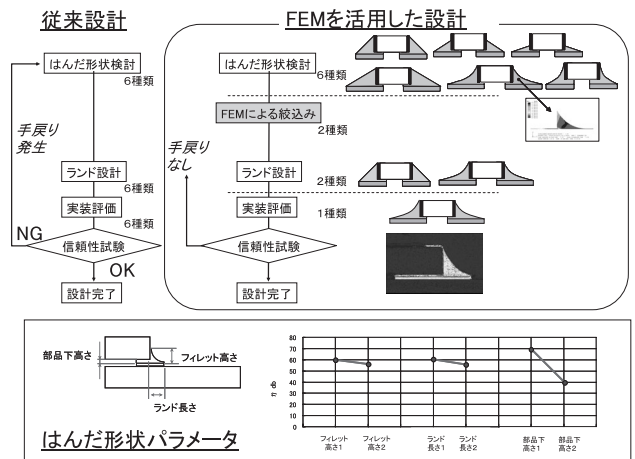 従来設計
FEMを活用した設計
はんだ形状検討
6種類
手戻り
発生
ランド設計
6種類
実装評価
6種類
NG
信頼性試験
OK
設計完了
はんだ形状検討
6種類
FEMによる絞込み
2種類
手戻り
なし
ランド設計
2種類
実装評価
1種類
信頼性試験
設計完了
部品下高さ
フィレット高さ
ランド長さ
はんだ形状パラメータ
80
70
60
50
40
30
20
10
0
フィレット
高さ1
フィレット
高さ2
ランド
長さ1
ランド
長さ2
部品下
高さ1
部品下
高さ2